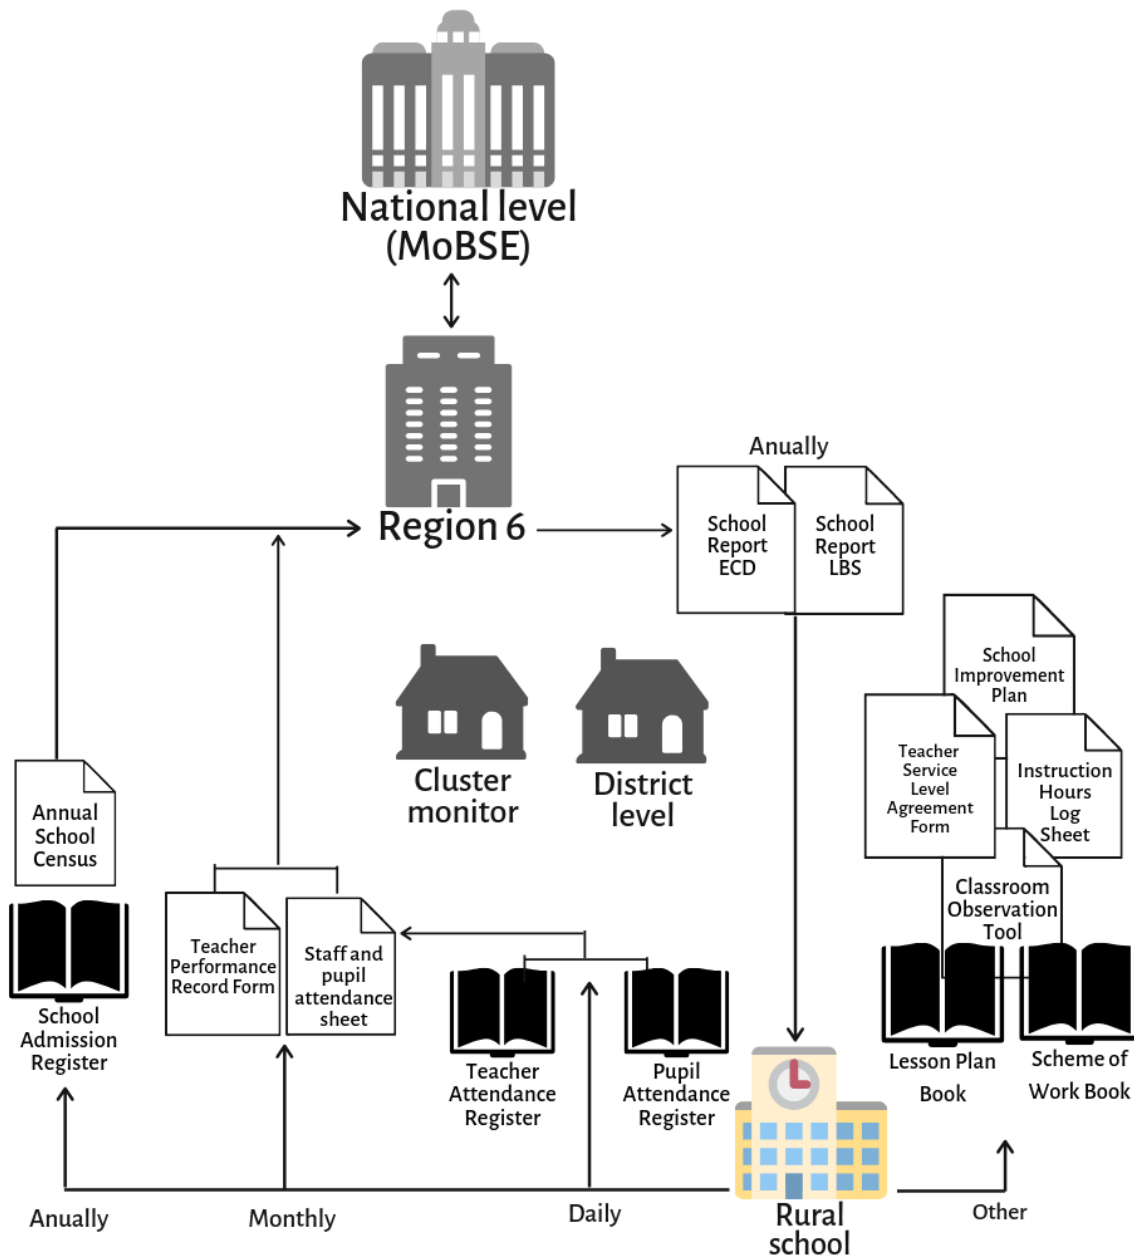 National level
(MoBSE)
Region 6
Anually
School
Report
ECD
School
Report
LBS
Cluster
monitor
District
level
School
Improvement
Plan
Teacher
Service
Level
Agreement
Form
Instruction
Hours
Log
Sheet
Classroom
Observation
Tool
Lesson Plan
Book
Scheme of
Work Book
Annual
School
Census
School
Admission
Register
Teacher
Performance
Record Form
Staff and
pupil
attendance
sheet
Teacher
Attendance
Register
Pupil
Attendance
Register
Anually
Monthly
Daily
Rural
school
Other